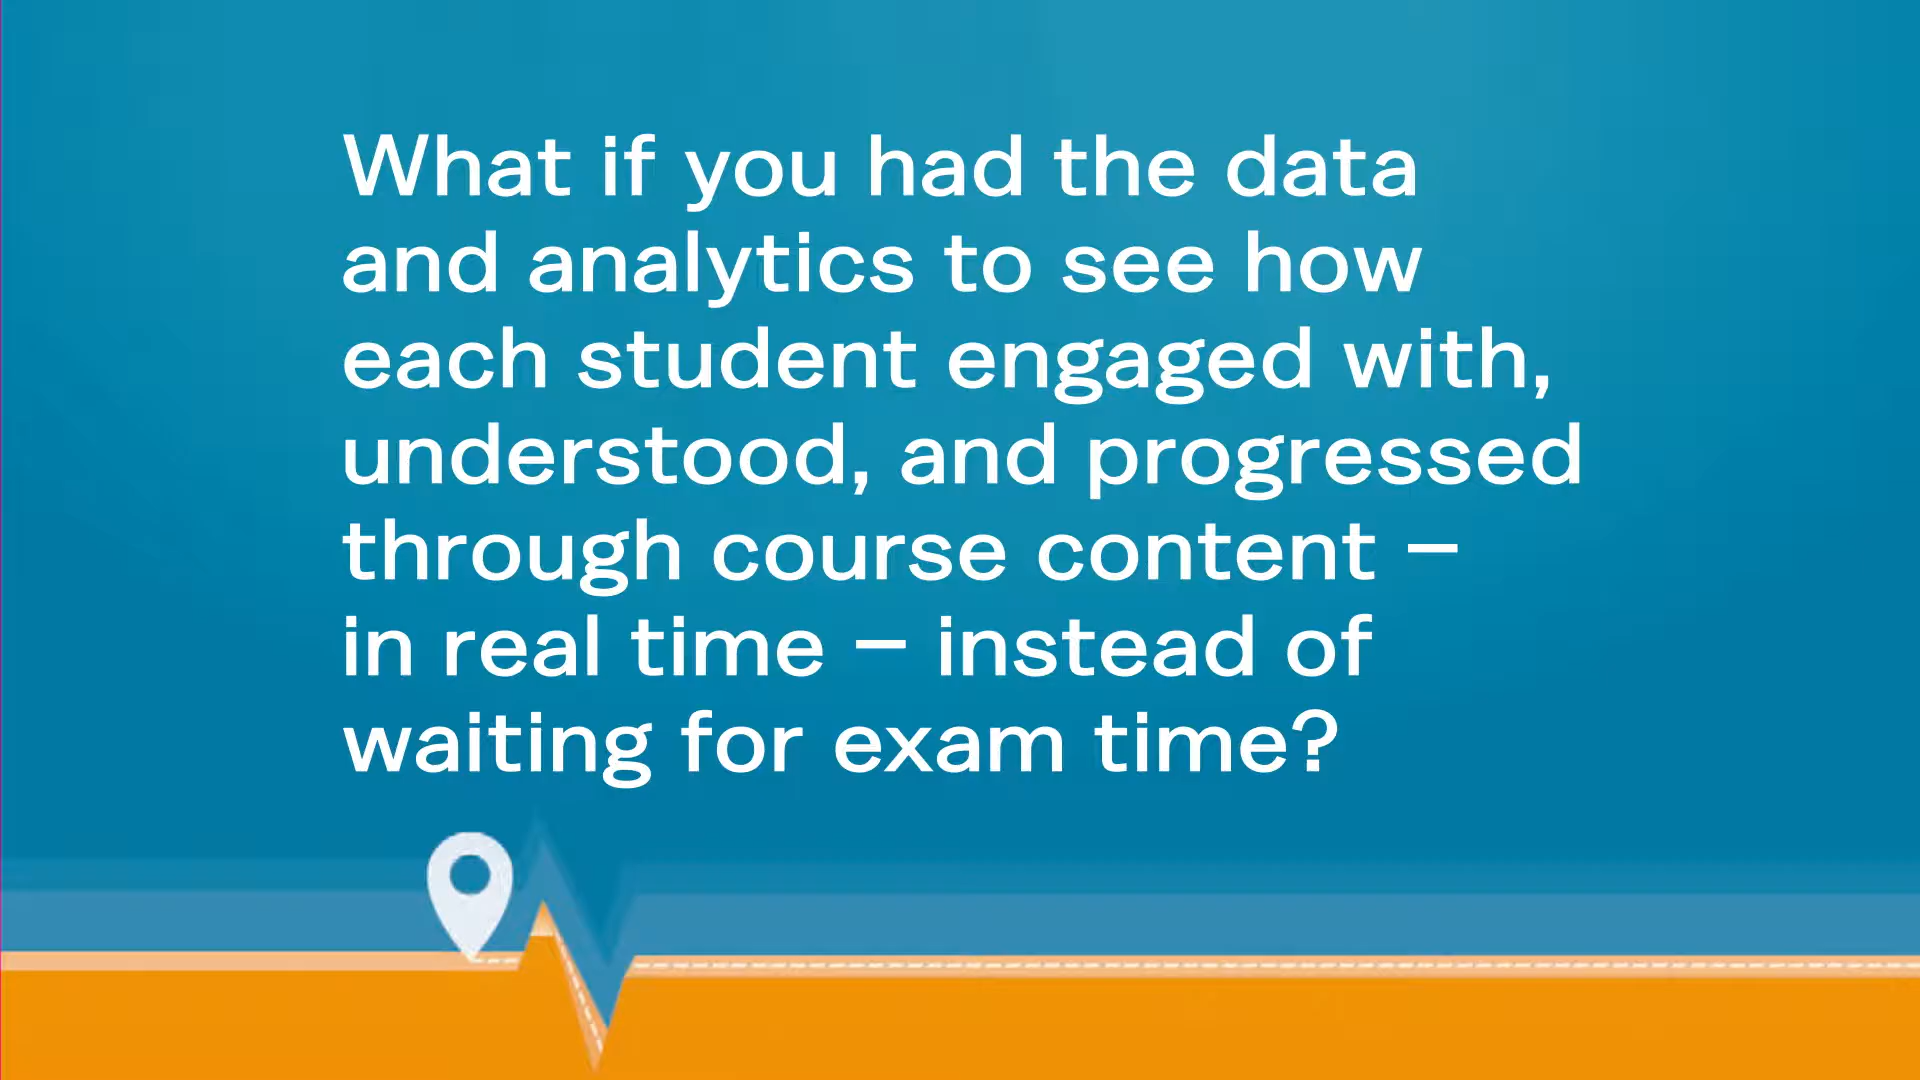 What if you had the data
and analytics to see how
each student engaged with,
understood, and progressed
through course content –
in real time – instead of
waiting for exam time?